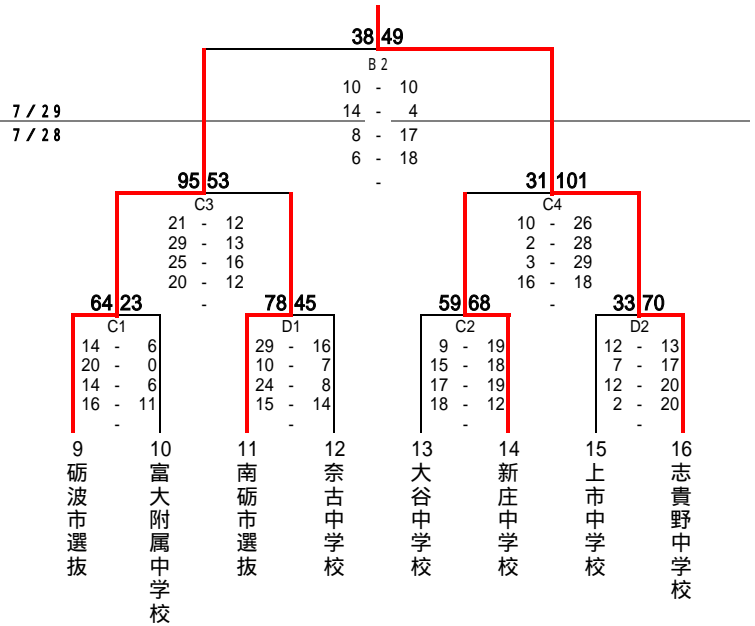 38 49
B2
10 - 10
7/29
14 - 4
7/28
8 - 17
6 - 18
-
95 53
31 101
C3
C4
21 - 12
10 - 26
29 - 13
2 - 28
25 - 16
3 - 29
20 - 12
16 - 18
- -
64 23
78 45
59 68
33 70
C1
D1
C2
D2
14 - 6
29 - 16
9 - 19
12 - 13
20 - 0
10 - 7
15 - 18
7 - 17
14 - 6
24 - 8
17 - 19
12 - 20
16 - 11
15 - 14
18 - 12
2 - 20
- - - -
9
砺波市選抜
10
富大附属中学校
11
南砺市選抜
12
奈古中学校
13
大谷中学校
14
新庄中学校
15
上市中学校
16
志貴野中学校